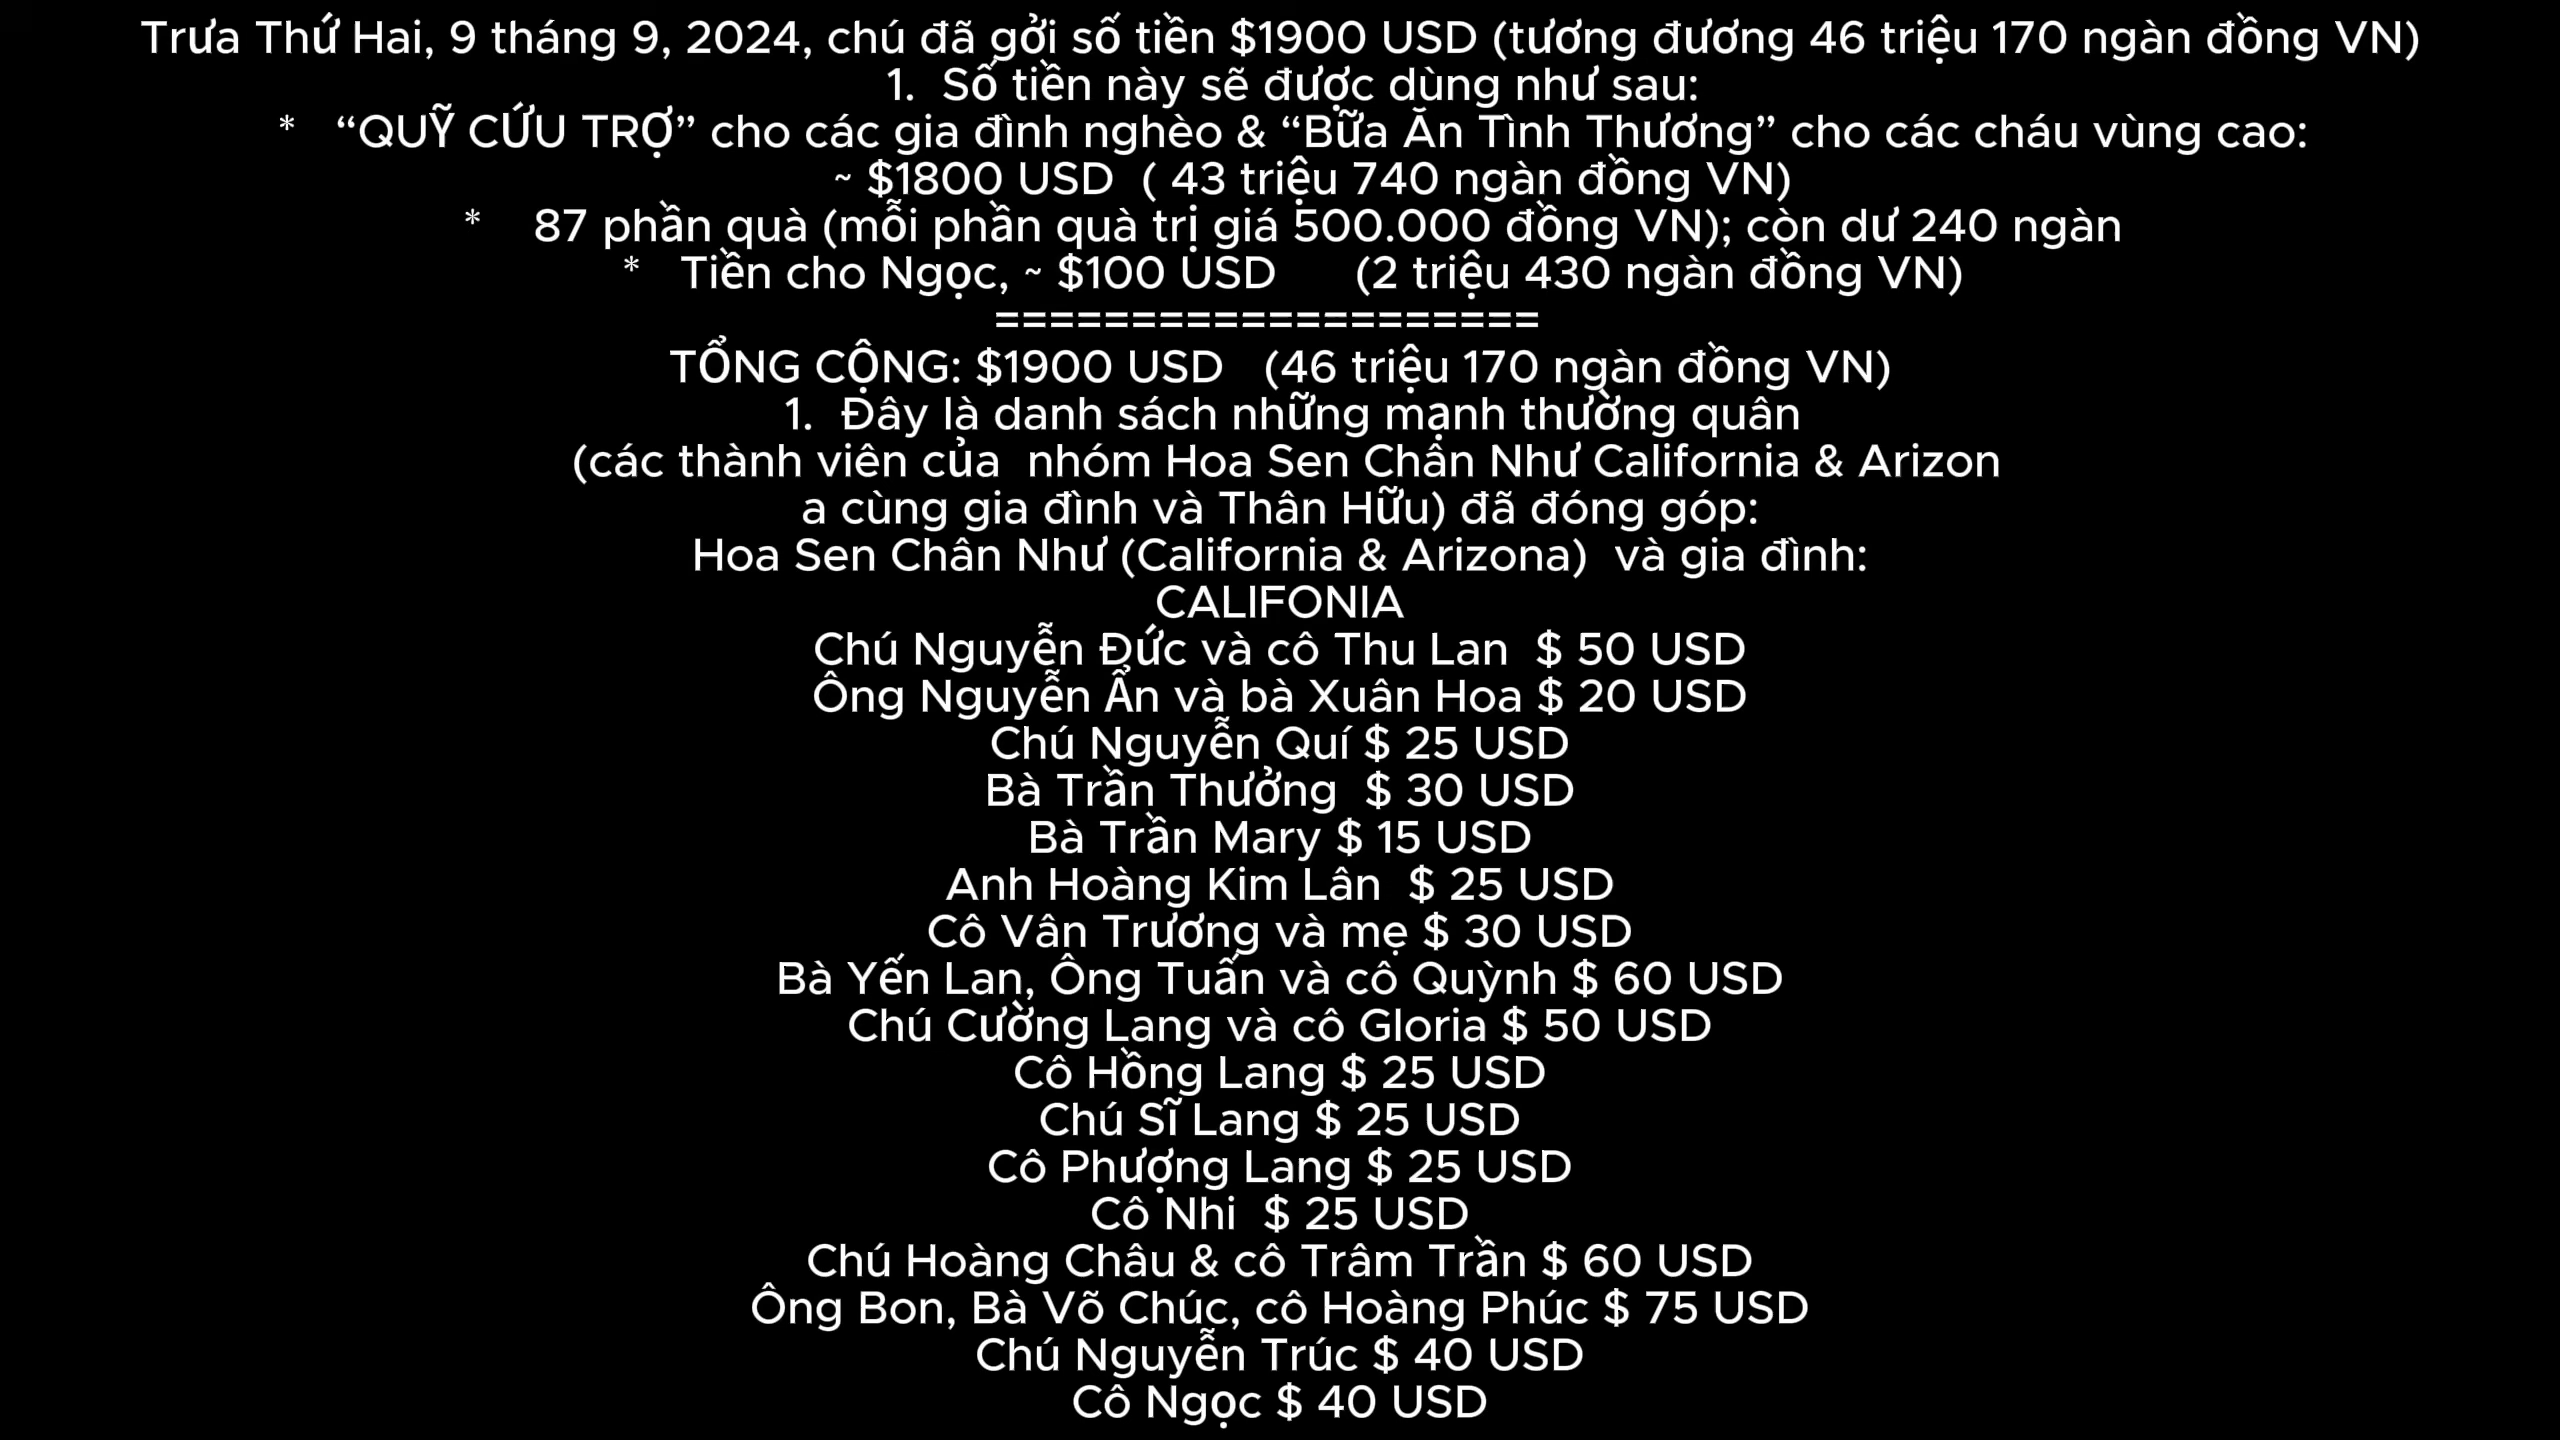 Trưa Thứ Hai, 9 tháng 9, 2024, chú đã gởi số tiền $1900 USD (tương đương 46 triệu 170 ngàn đồng VN)
1. Số tiền này sẽ được dùng như sau:
* “QUỸ CỨU TRỢ” cho các gia đình nghèo & “Bữa Ăn Tình Thương” cho các cháu vùng cao:
~ $1800 USD ( 43 triệu 740 ngàn đồng VN)
* 87 phần quà (mỗi phần quà trị giá 500.000 đồng VN); còn dư 240 ngàn
* Tiền cho Ngọc, ~ $100 USD (2 triệu 430 ngàn đồng VN)
====================
TỔNG CỘNG: $1900 USD (46 triệu 170 ngàn đồng VN)
1. Đây là danh sách những mạnh thường quân
(các thành viên của nhóm Hoa Sen Chân Như California & Arizon
a cùng gia đình và Thân Hữu) đã đóng góp:
Hoa Sen Chân Như (California & Arizona) và gia đình:
CALIFONIA
Chú Nguyễn Đức và cô Thu Lan $ 50 USD
Ông Nguyễn Ẩn và bà Xuân Hoa $ 20 USD
Chú Nguyễn Quí $ 25 USD
Bà Trần Thưởng $ 30 USD
Bà Trần Mary $ 15 USD
Anh Hoàng Kim Lân $ 25 USD
Cô Vân Trương và mẹ $ 30 USD
Bà Yến Lan, Ông Tuấn và cô Quỳnh $ 60 USD
Chú Cường Lang và cô Gloria $ 50 USD
Cô Hồng Lang $ 25 USD
Chú Sĩ Lang $ 25 USD
Cô Phượng Lang $ 25 USD
Cô Nhi $ 25 USD
Chú Hoàng Châu & cô Trâm Trần $ 60 USD
Ông Bon, Bà Võ Chúc, cô Hoàng Phúc $ 75 USD
Chú Nguyễn Trúc $ 40 USD
Cô Ngọc $ 40 USD